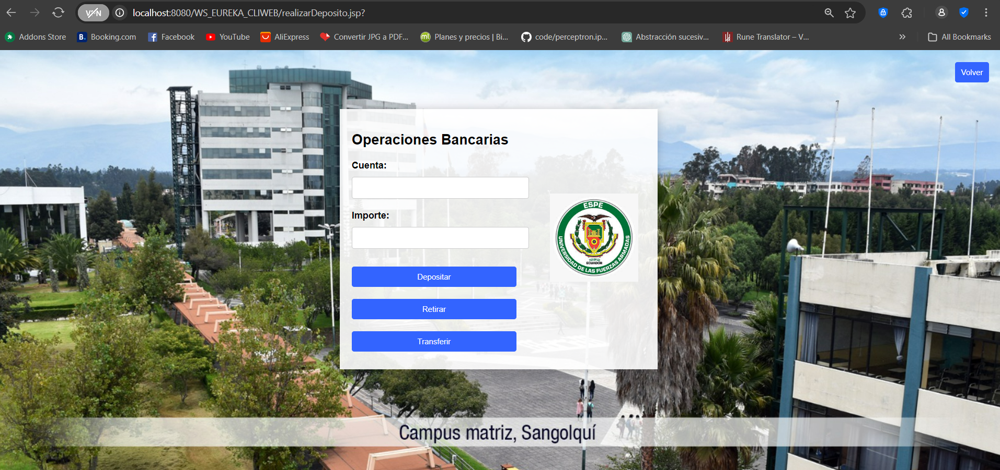 VPN
localhost:8080/WS_EUREKA_CLIWEB/realizarDeposito.jsp?
Addons Store
B. Booking.com
Facebook
YouTube
AliExpress
Convertir JPG a PDF...
mt Planes y precios | Bi...
code/perceptron.ip...
Abstracción sucesiv...
Rune Translator – V...
All Bookmarks
Volver
Operaciones Bancarias
Cuenta:
Importe:
ESPE
1922
ECUADOR
UNIVERSIDAD DE LAS FUERZAS ARMADAS
Depositar
Retirar
Transferir
Campus matriz, Sangolquí